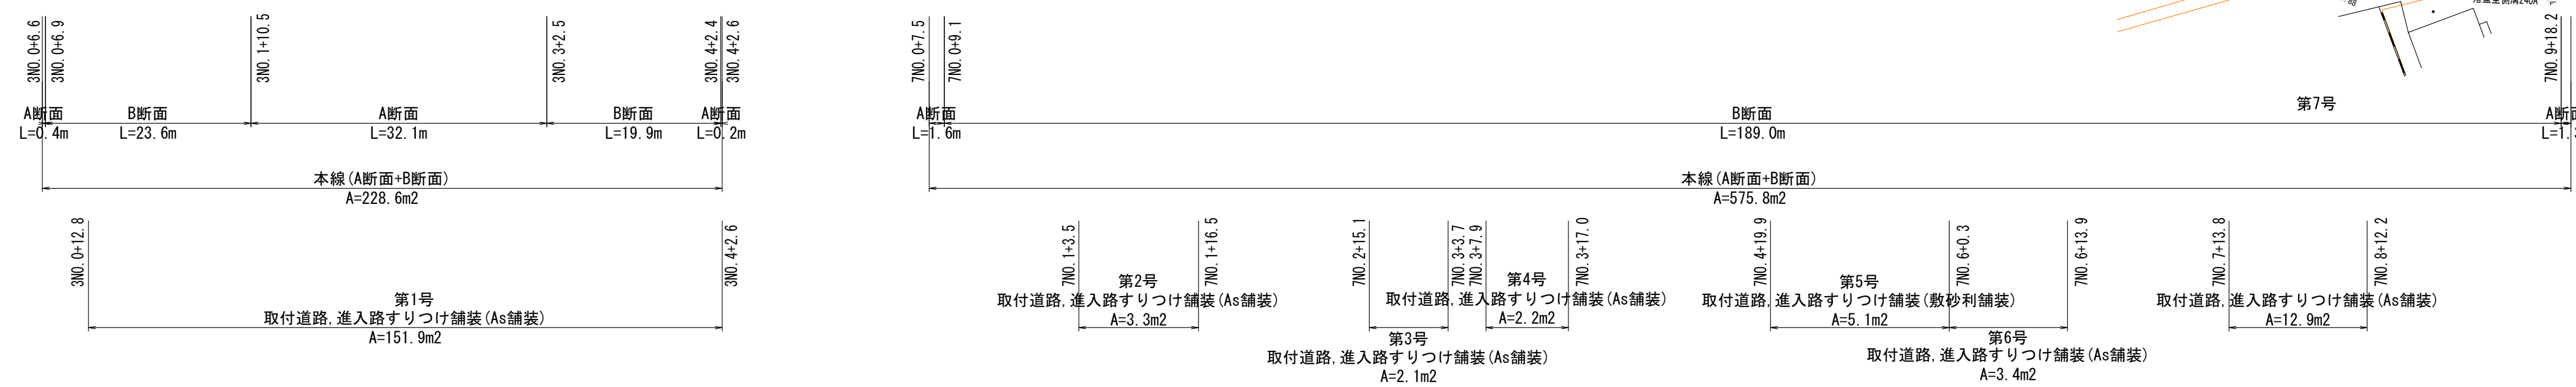 3NO.0+6.6
3NO.0+6.9
3NO.1+10.5
3NO.3+2.5
3NO.4+2.4
3NO.4+2.6
A断面
L=0.4m
B断面
L=23.6m
A断面
L=32.1m
B断面
L=19.9m
A断面
L=0.2m
本線(A断面+B断面)
A=228.6m2
3NO.0+12.8
3NO.4+2.6
第1号
取付道路,進入路すりつけ舗装(As舗装)
A=151.9m2
7NO.0+7.5
7NO.0+9.1
7NO.9+18.2
A断面
L=1.6m
B断面
L=189.0m
第7号
A断面
L=1.
本線(A断面+B断面)
A=575.8m2
7NO.1+3.5
7NO.1+16.5
第2号
取付道路,進入路すりつけ舗装(As舗装)
A=3.3m2
7NO.2+15.1
7NO.3+3.7
第3号
取付道路,進入路すりつけ舗装(As舗装)
A=2.1m2
7NO.3+7.9
7NO.3+17.0
第4号
取付道路,進入路すりつけ舗装(As舗装)
A=2.2m2
7NO.4+19.9
7NO.6+0.3
第5号
取付道路,進入路すりつけ舗装(敷砂利舗装)
A=5.1m2
7NO.6+13.9
第6号
取付道路,進入路すりつけ舗装(As舗装)
A=3.4m2
7NO.7+13.8
7NO.8+12.2
取付道路,進入路すりつけ舗装(As舗装)
A=12.9m2